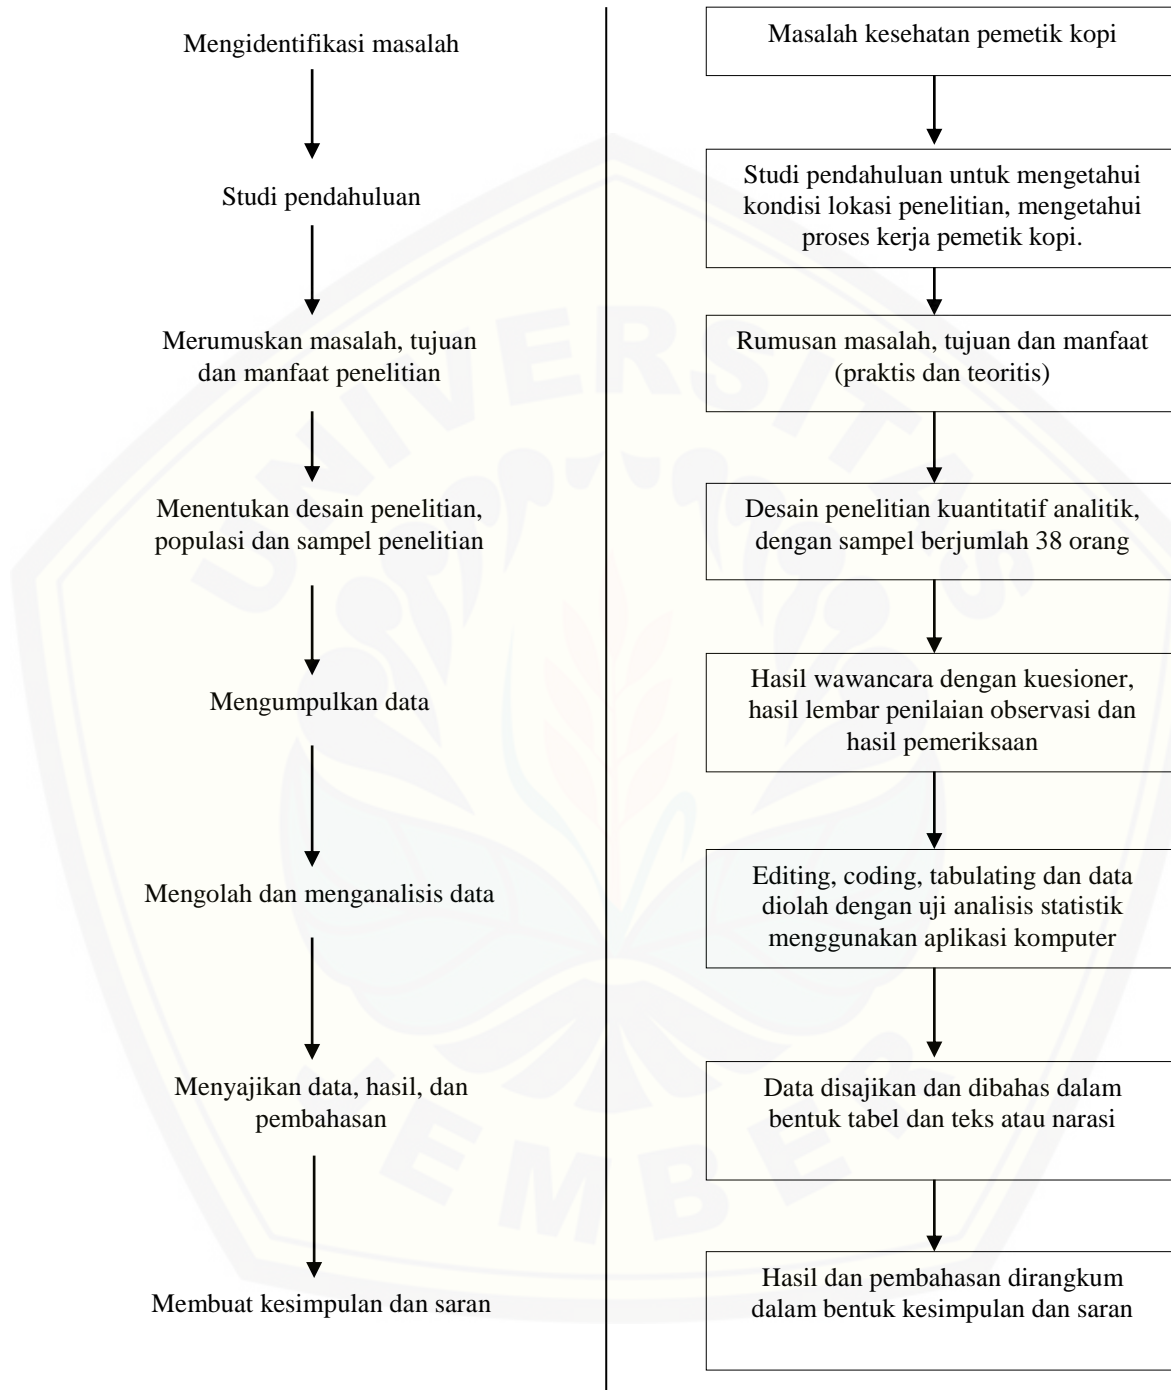 Mengidentifikasi masalah
Masalah kesehatan pemetik kopi
Studi pendahuluan
Studi pendahuluan untuk mengetahui
kondisi lokasi penelitian, mengetahui
proses kerja pemetik kopi.
Merumuskan masalah, tujuan
dan manfaat penelitian
Rumusan masalah, tujuan dan manfaat
(praktis dan teoritis)
Menentukan desain penelitian,
populasi dan sampel penelitian
Desain penelitian kuantitatif analitik,
dengan sampel berjumlah 38 orang
Mengumpulkan data
Hasil wawancara dengan kuesioner,
hasil lembar penilaian observasi dan
hasil pemeriksaan
Mengolah dan menganalisis data
Editing, coding, tabulating dan data
diolah dengan uji analisis statistik
menggunakan aplikasi komputer
Menyajikan data, hasil, dan
pembahasan
Data disajikan dan dibahas dalam
bentuk tabel dan teks atau narasi
Membuat kesimpulan dan saran
Hasil dan pembahasan dirangkum
dalam bentuk kesimpulan dan saran
UNIVERSITAS
JEMBER